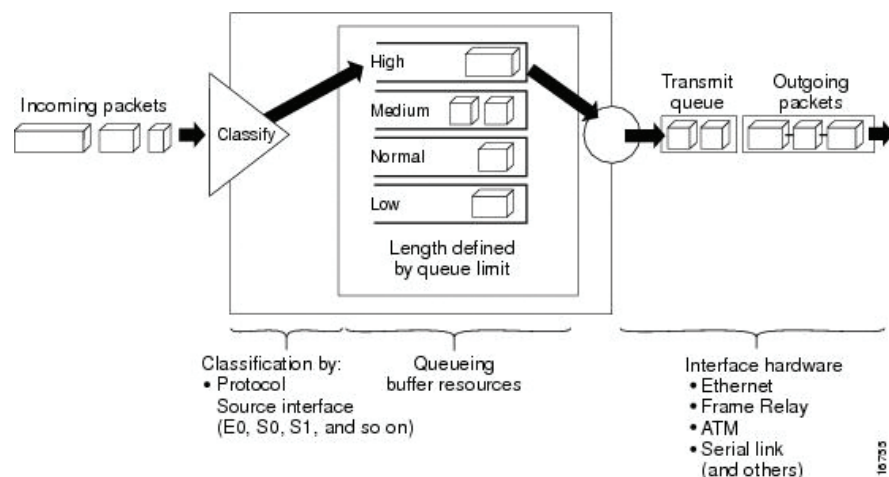 Incoming packets
Classify
High
Medium
Normal
Low
Length defined
by queue limit
Transmit
queue
Outgoing
packets
Classification by:
• Protocol
Source interface
(E0, S0, S1, and so on)
Queueing
buffer resources
Interface hardware
• Ethernet
• Frame Relay
• ATM
• Serial link
(and others)
16755